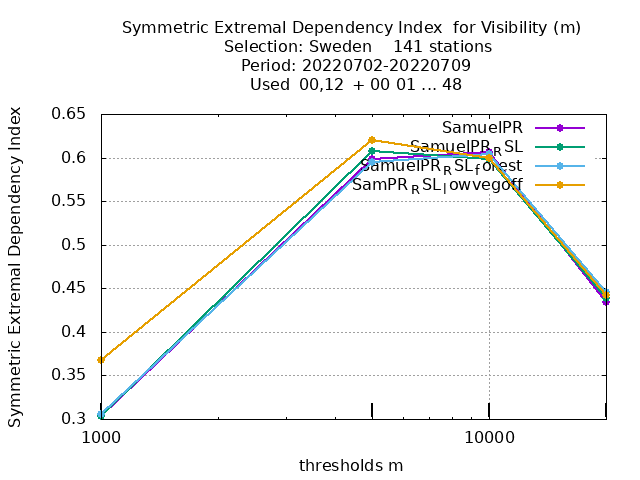 Symmetric Extremal Dependency Index  for Visibility (m)
Selection: Sweden    141 stations
Period: 20220702-20220709
Used  00,12  + 00 01 ... 48
Symmetric Extremal Dependency Index
0.65
0.6
0.55
0.5
0.45
0.4
0.35
0.3
SamuelPR
SamuelPR_RSL
SamuelPR_RSL_forest
SamPR_RSL_lowvegoff
1000
10000
thresholds m